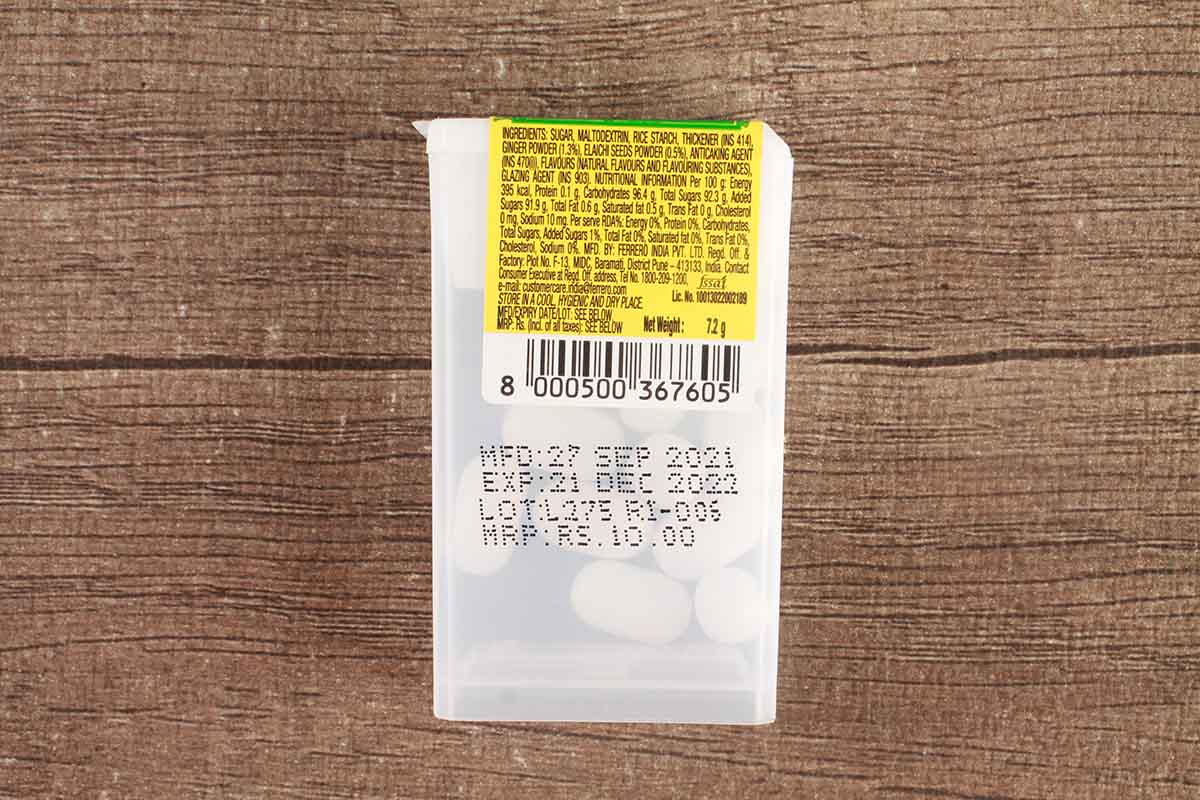 INGREDIENTS: SUGAR, MALTODEXTRIN, RICE STARCH, THICKENER (INS 414),
GINGER POWDER (1.3%), ELAICHI SEEDS POWDER (0.5%), ANTICAKING AGENT
(INS 470(i)), FLAVOURS (NATURAL FLAVOURS AND FLAVOURING SUBSTANCES),
GLAZING AGENT (INS 903). NUTRITIONAL INFORMATION Per 100 g: Energy
395 kcal, Protein 0.1 g, Carbohydrates 96.4 g, Total Sugars 92.3 g, Added
Sugars 91.9 g, Total Fat 0.6 g, Saturated fat 0.5 g, Trans Fat 0 g, Cholesterol
0 mg, Sodium 10 mg. Per serve RDA%: Energy 0%, Protein 0%, Carbohydrates,
Total Sugars, Added Sugars 1%, Total Fat 0%, Saturated fat 0%, Trans Fat 0%,
Cholesterol, Sodium 0%. MFD. BY: FERRERO INDIA PVT. LTD. Regd. Off. &
Factory: Plot No. F-13, MIDC, Baramati, District Pune – 413133, India. Contact
Consumer Executive at Regd. Off. address, Tel No. 1800-209-1200,
e-mail: customercare.india@ferrero.com
fssai
Lic. No. 10013022002189
STORE IN A COOL, HYGIENIC AND DRY PLACE.
MFD/EXPIRY DATE/LOT: SEE BELOW
MRP: Rs. (Incl. of all taxes): SEE BELOW
Net Weight: 7.2 g
8 000500 367605
MFD:27 SEP 2021
EXP:21 DEC 2022
LOT:L275 R1-006
MRP:RS.10.00